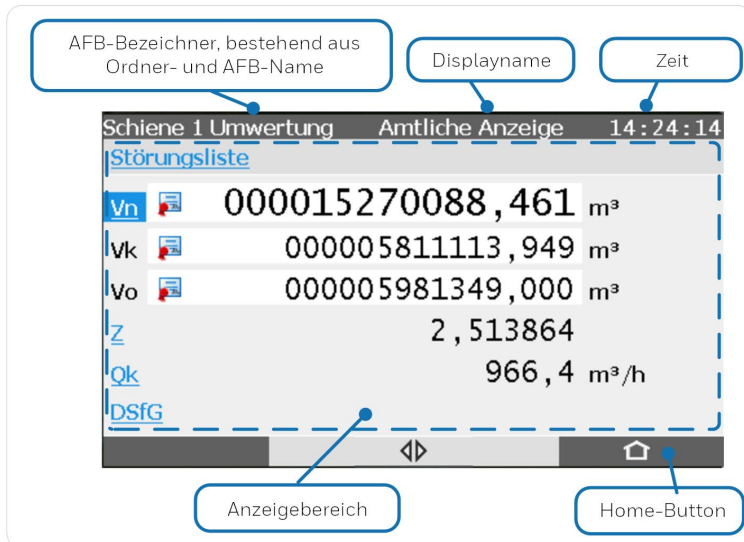 AFB-Bezeichner, bestehend aus
Ordner- und AFB-Name
Displayname
Zeit
Schiene 1 Umwertung Amtliche Anzeige 14:24:14
Störungsliste
Vn 000015270088,461 m³
Vk 000005811113,949 m³
Vo 000005981349,000 m³
Z 2,513864
Qk 966,4 m³/h
DSfG
Anzeigebereich
Home-Button